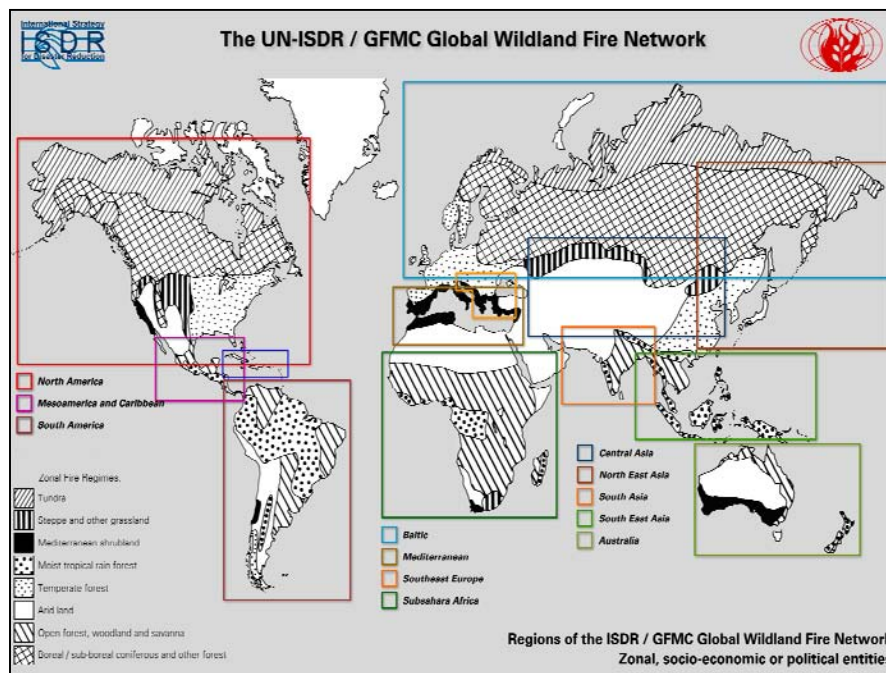 International Strategy
ISDR
for Disaster Reduction
The UN-ISDR / GFMC Global Wildland Fire Network
North America
Mesoamerica and Caribbean
South America
Zonal Fire Regimes:
Tundra
Steppe and other grassland
Mediterranean shrubland
Moist tropical rain forest
Temperate forest
Arid land
Open forest, woodland and savanna
Boreal / sub-boreal coniferous and other forest
Baltic
Mediterranean
Southeast Europe
Subsahara Africa
Central Asia
North East Asia
South Asia
South East Asia
Australia
Regions of the ISDR / GFMC Global Wildland Fire Network
Zonal, socio-economic or political entities